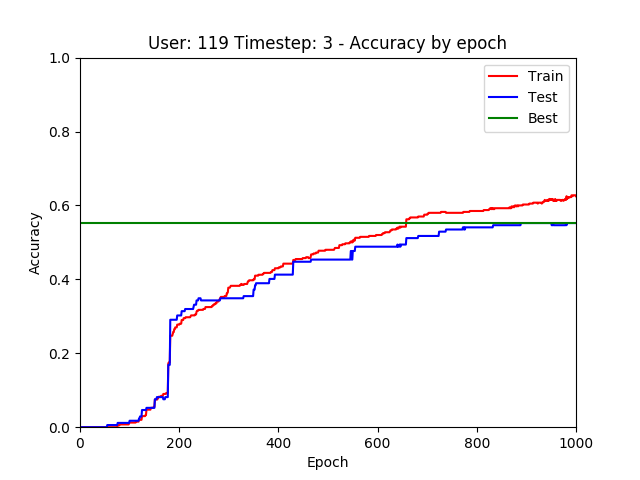 User: 119 Timestep: 3 - Accuracy by epoch
1.0
0.8
0.6
0.4
0.2
0.0
Accuracy
Train
Test
Best
0 200 400 600 800 1000
Epoch